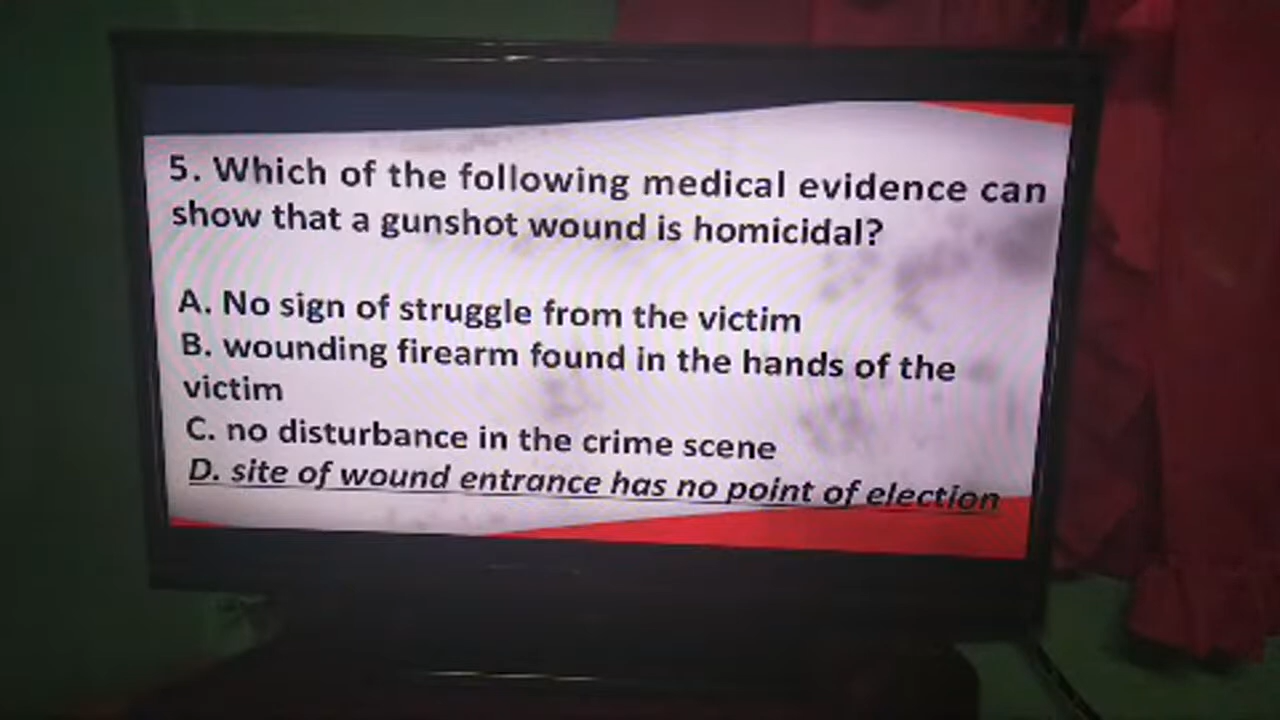 5. Which of the following medical evidence can
show that a gunshot wound is homicidal?
A. No sign of struggle from the victim
B. wounding firearm found in the hands of the
victim
C. no disturbance in the crime scene
D. site of wound entrance has no point of election